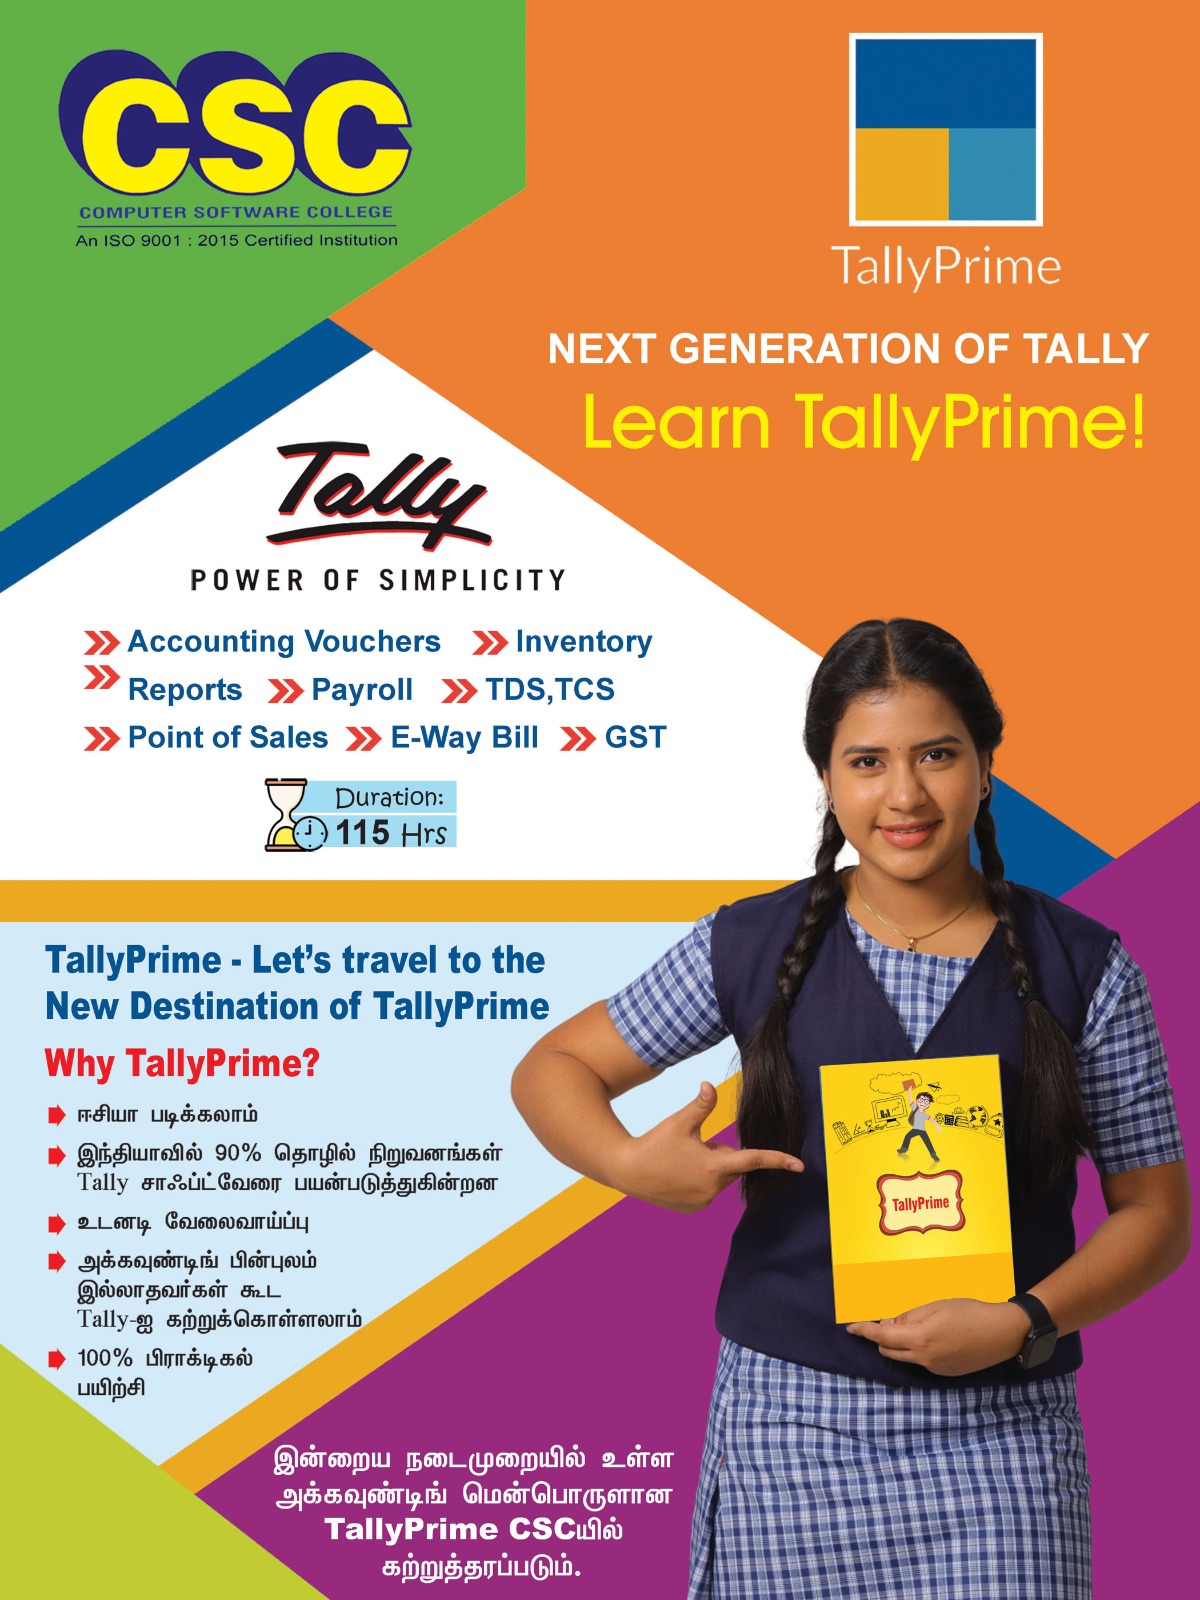 CSC
COMPUTER SOFTWARE COLLEGE
An ISO 9001 : 2015 Certified Institution
TallyPrime
NEXT GENERATION OF TALLY
Learn TallyPrime!
Tally
POWER OF SIMPLICITY
Accounting Vouchers Inventory
Reports Payroll TDS,TCS
Point of Sales E-Way Bill GST
Duration:
115 Hrs
TallyPrime - Let's travel to the
New Destination of TallyPrime
Why TallyPrime?
ஈசியா படிக்கலாம்
இந்தியாவில் 90% தொழில் நிறுவனங்கள்
Tally சாஃப்ட்வேரை பயன்படுத்துகின்றன
உடனடி வேலைவாய்ப்பு
அக்கவுண்டிங் பின்புலம்
இல்லாதவர்கள் கூட
Tally-ஐ கற்றுக்கொள்ளலாம்
100% பிராக்டிகல்
பயிற்சி
TallyPrime
இன்றைய நடைமுறையில் உள்ள
அக்கவுண்டிங் மென்பொருளான
TallyPrime CSCயில்
கற்றுத்தரப்படும்.